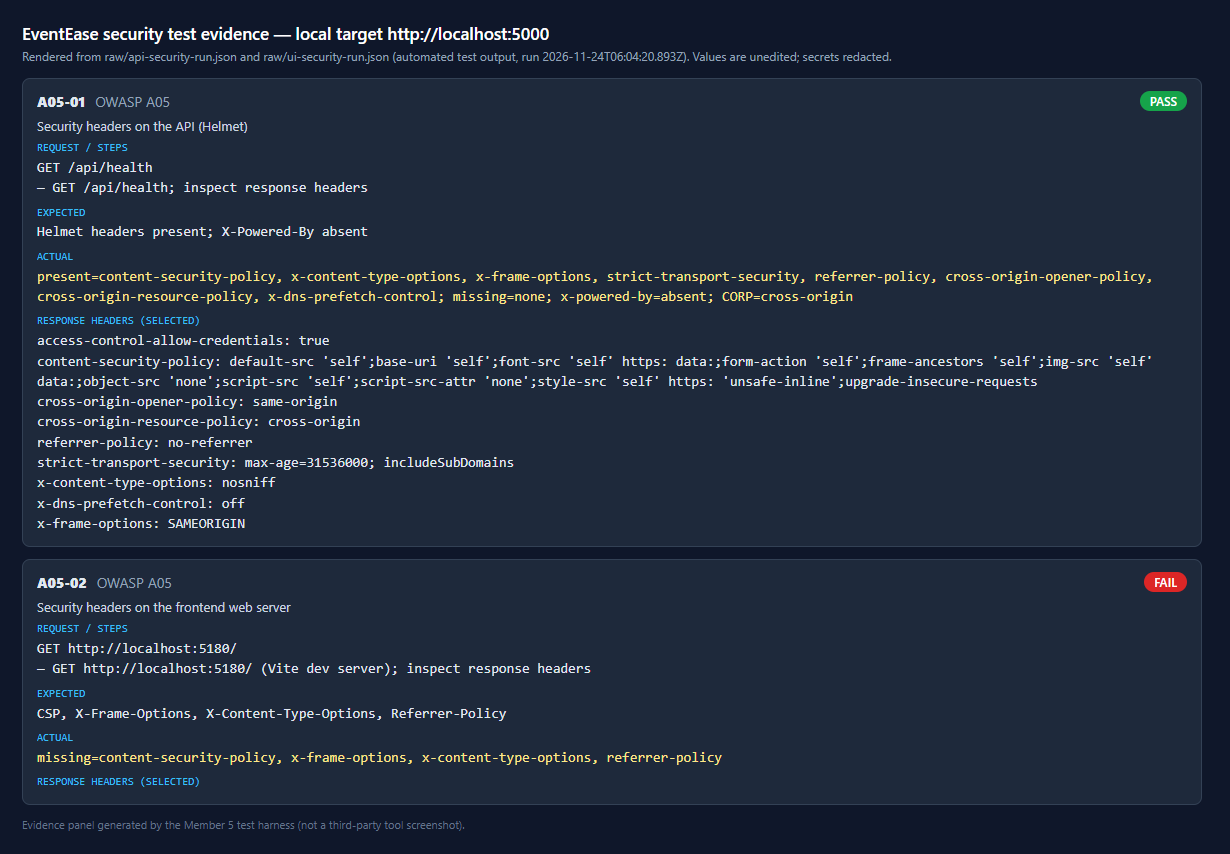 EventEase security test evidence — local target http://localhost:5000
Rendered from raw/api-security-run.json and raw/ui-security-run.json (automated test output, run 2026-11-24T06:04:20.893Z). Values are unedited; secrets redacted.
A05-01 OWASP A05 PASS
Security headers on the API (Helmet)
REQUEST / STEPS
GET /api/health
— GET /api/health; inspect response headers
EXPECTED
Helmet headers present; X-Powered-By absent
ACTUAL
present=content-security-policy, x-content-type-options, x-frame-options, strict-transport-security, referrer-policy, cross-origin-opener-policy,
cross-origin-resource-policy, x-dns-prefetch-control; missing=none; x-powered-by=absent; CORP=cross-origin
RESPONSE HEADERS (SELECTED)
access-control-allow-credentials: true
content-security-policy: default-src 'self';base-uri 'self';font-src 'self' https: data:;form-action 'self';frame-ancestors 'self';img-src 'self'
data:;object-src 'none';script-src 'self';script-src-attr 'none';style-src 'self' https: 'unsafe-inline';upgrade-insecure-requests
cross-origin-opener-policy: same-origin
cross-origin-resource-policy: cross-origin
referrer-policy: no-referrer
strict-transport-security: max-age=31536000; includeSubDomains
x-content-type-options: nosniff
x-dns-prefetch-control: off
x-frame-options: SAMEORIGIN
A05-02 OWASP A05 FAIL
Security headers on the frontend web server
REQUEST / STEPS
GET http://localhost:5180/
— GET http://localhost:5180/ (Vite dev server); inspect response headers
EXPECTED
CSP, X-Frame-Options, X-Content-Type-Options, Referrer-Policy
ACTUAL
missing=content-security-policy, x-frame-options, x-content-type-options, referrer-policy
RESPONSE HEADERS (SELECTED)
Evidence panel generated by the Member 5 test harness (not a third-party tool screenshot).